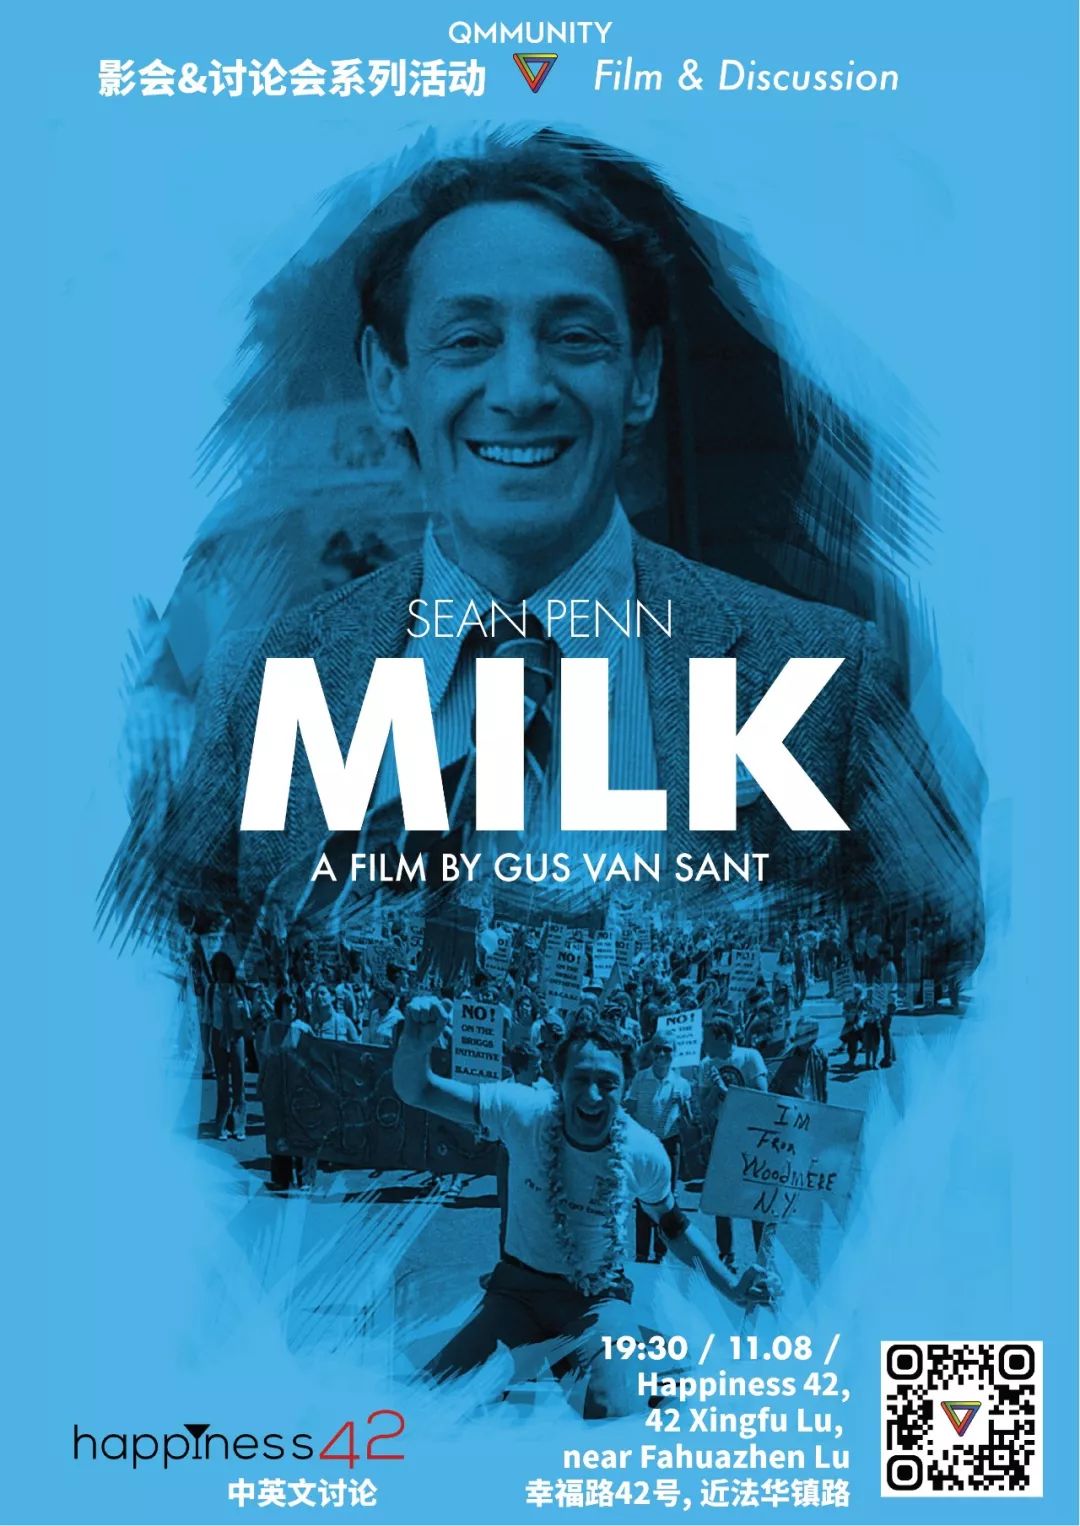 QMMUNITY
影会&讨论会系列活动 Film & Discussion
SEAN PENN
MILK
A FILM BY GUS VAN SANT
NO!
NO!
ON THE
BRIGGS
INITIATIVE
B.A.C.A.B.I.
NO!
I'M
FROM
WOODMERE
N.Y.
19:30 / 11.08 /
Happiness 42,
42 Xingfu Lu,
near Fahuazhen Lu
幸福路42号, 近法华镇路
happiness42
中英文讨论